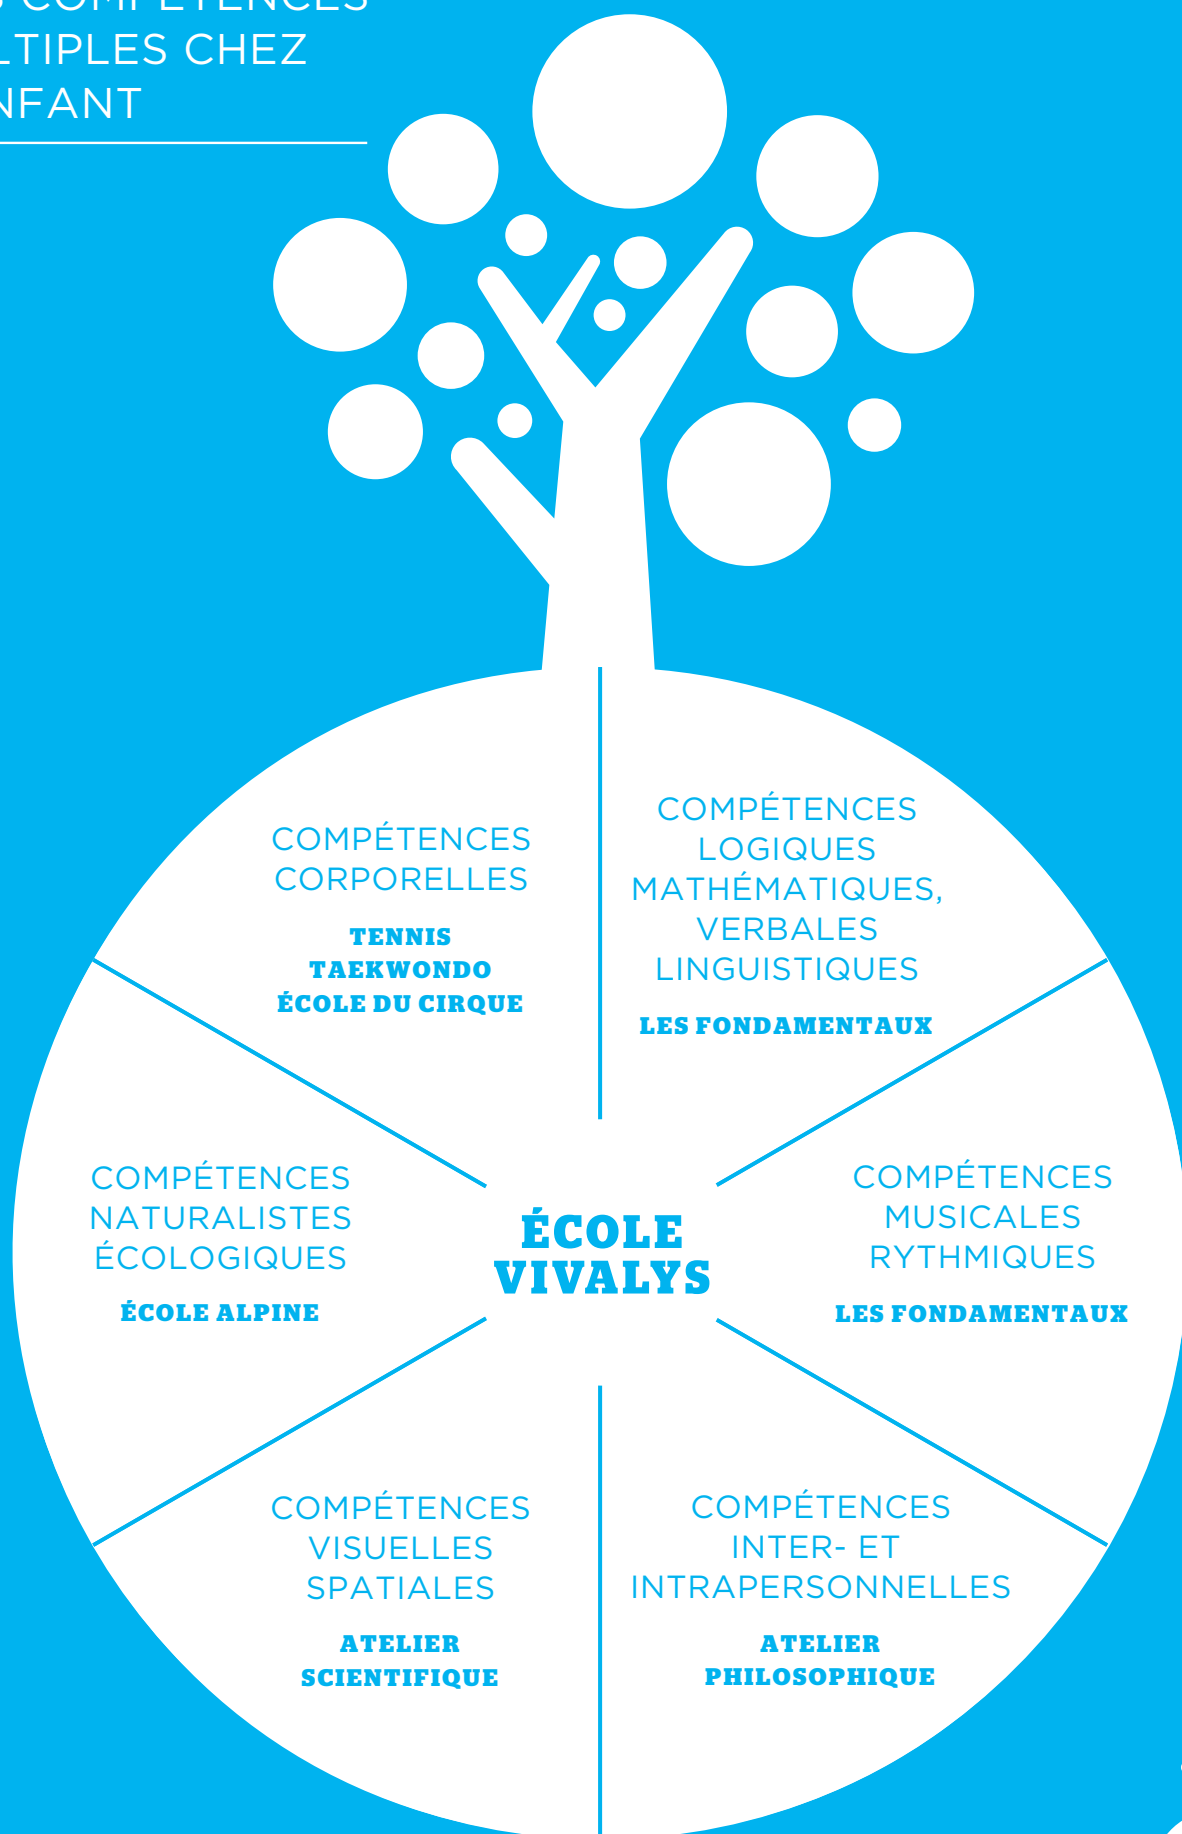 COMPÉTENCES
CHEZ
COMPÉTENCES
CORPORELLES
TENNIS
TAEKWONDO
ÉCOLE DU CIRQUE
COMPÉTENCES
LOGIQUES
MATHÉMATIQUES,
VERBALES
LINGUISTIQUES
LES FONDAMENTAUX
COMPÉTENCES
NATURALISTES
ÉCOLOGIQUES
ÉCOLE ALPINE
ÉCOLE
VIVALYS
COMPÉTENCES
MUSICALES
RYTHMIQUES
LES FONDAMENTAUX
COMPÉTENCES
VISUELLES
SPATIALES
ATELIER
SCIENTIFIQUE
COMPÉTENCES
INTER- ET
INTRAPERSONNELLES
ATELIER
PHILOSOPHIQUE